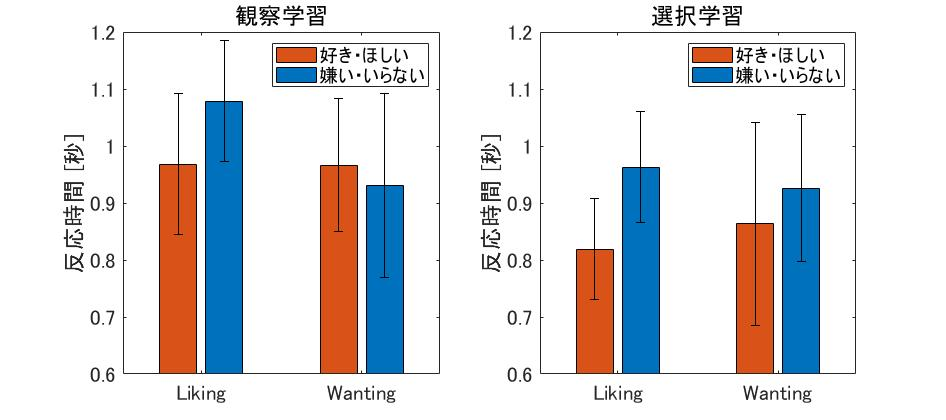 観察学習
好き・ほしい
嫌い・いらない
反応時間 [秒]
1.2
1.1
1
0.9
0.8
0.7
0.6
Liking
Wanting
選択学習
好き・ほしい
嫌い・いらない
反応時間 [秒]
1.2
1.1
1
0.9
0.8
0.7
0.6
Liking
Wanting